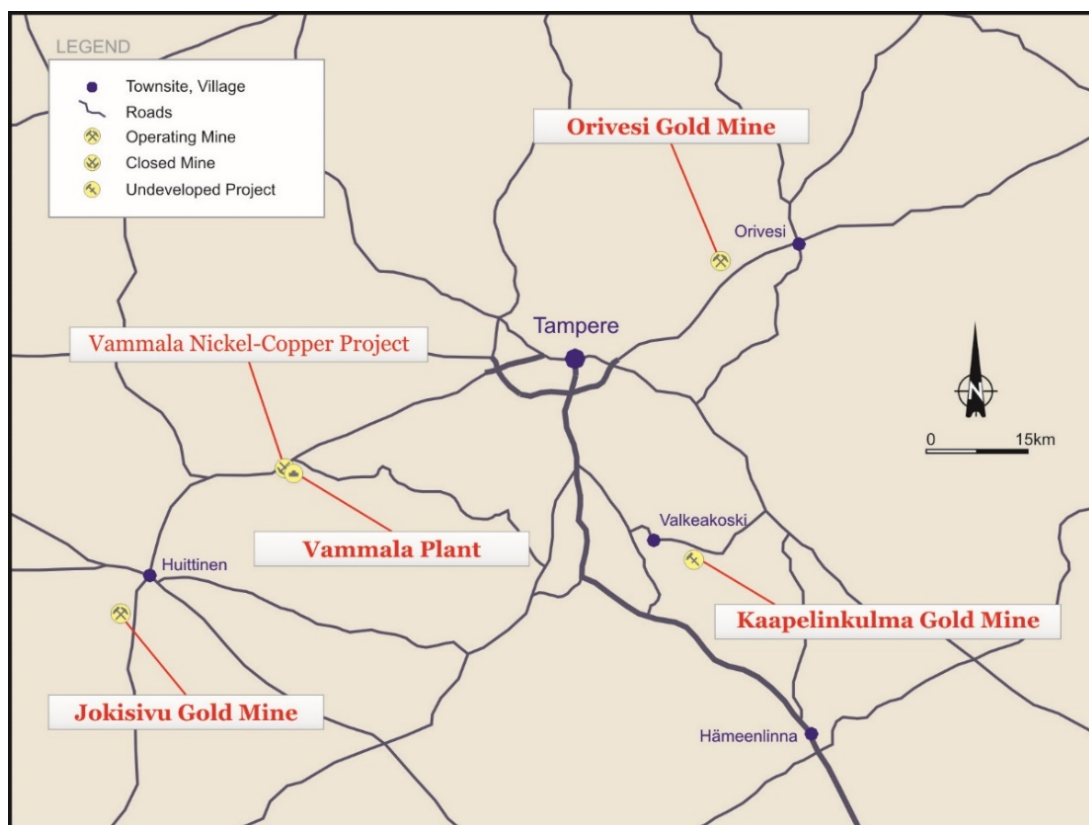 LEGEND
Townsite, Village
Roads
Operating Mine
Closed Mine
Undeveloped Project
Orivesi Gold Mine
Orivesi
Tampere
Vammala Nickel-Copper Project
N
0 15km
Vammala Plant
Valkeakoski
Huittinen
Kaapelinkulma Gold Mine
Jokisivu Gold Mine
Hämeenlinna